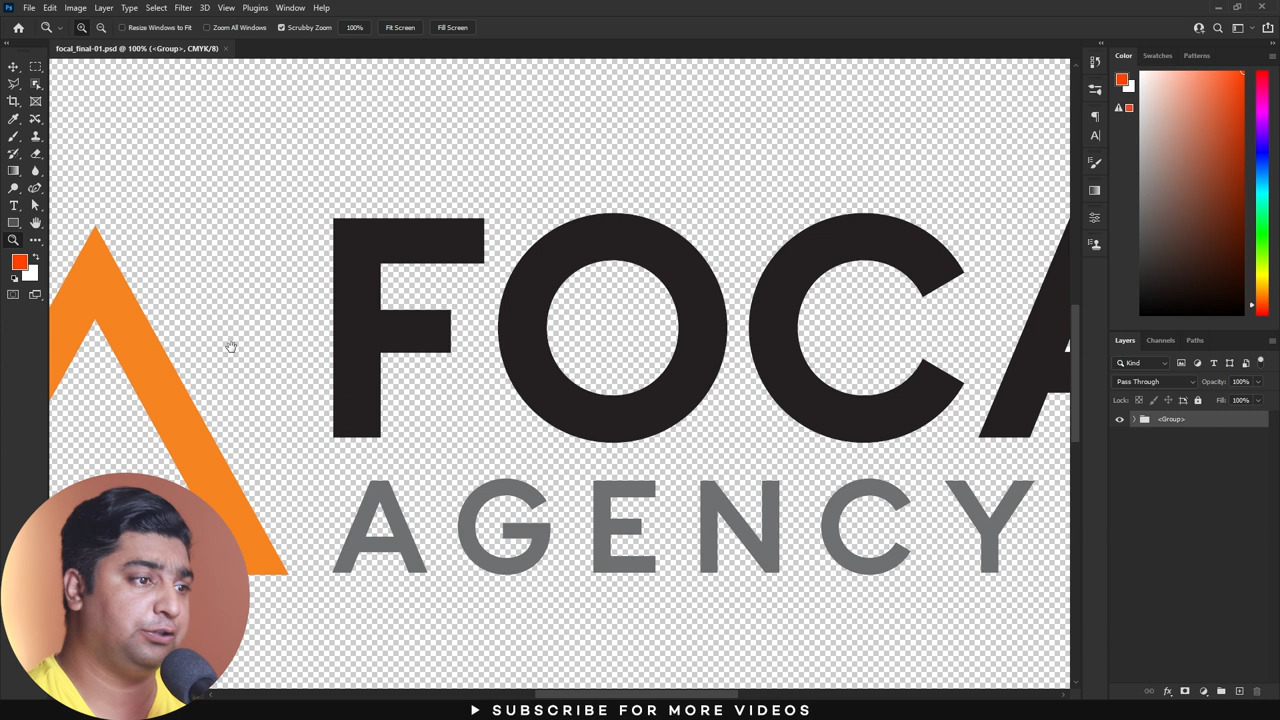 Ps File Edit Image Layer Type Select Filter 3D View Plugins Window Help
Resize Windows to Fit Zoom All Windows Scrubby Zoom 100% Fit Screen Fill Screen
focal_final-01.psd @ 100% (<Group>, CMYK/8) ×
Color Swatches Patterns
FOCA
AGENCY
Layers Channels Paths
Kind
Pass Through Opacity: 100%
Lock: Fill: 100%
<Group>
fx
SUBSCRIBE FOR MORE VIDEOS